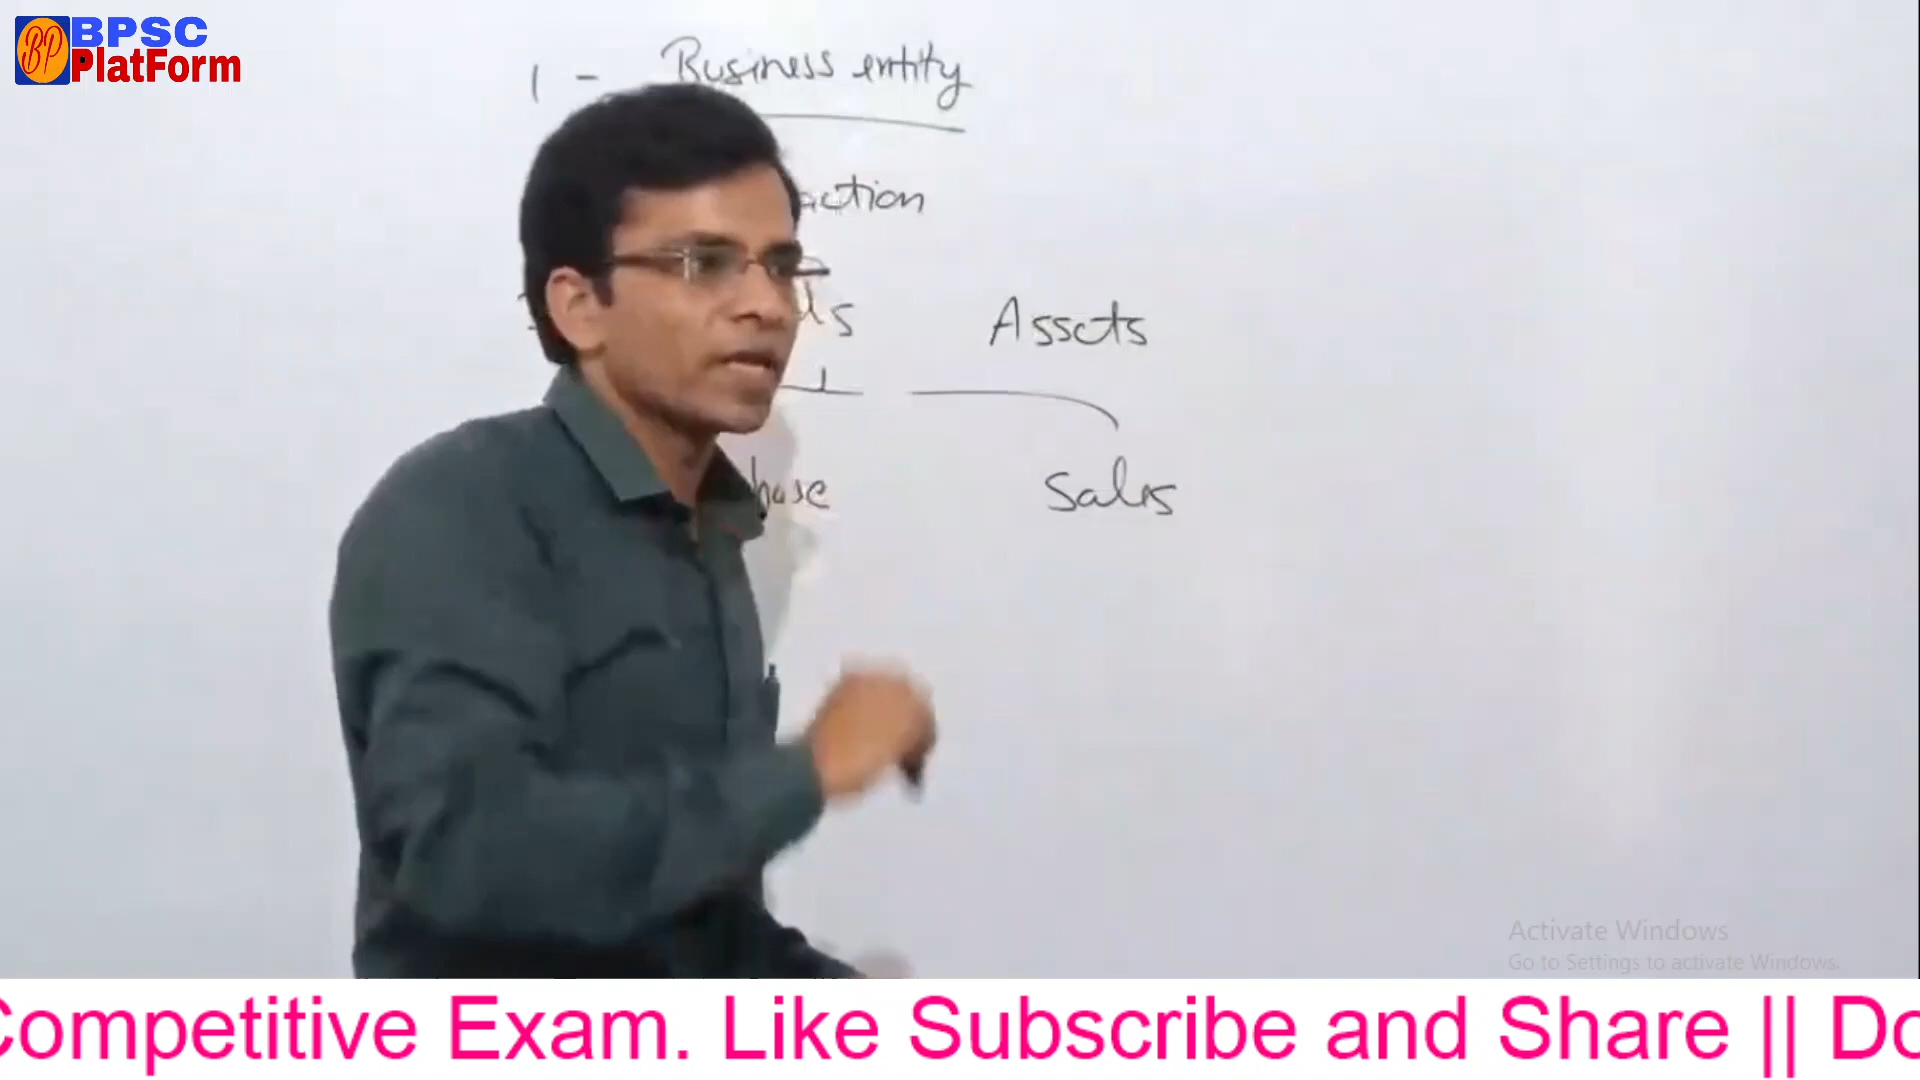 BPSC
PlatForm
1 - Business entity
action
Assets
Sales
Activate Windows
Go to Settings to activate Windows.
Competitive Exam. Like Subscribe and Share || Do